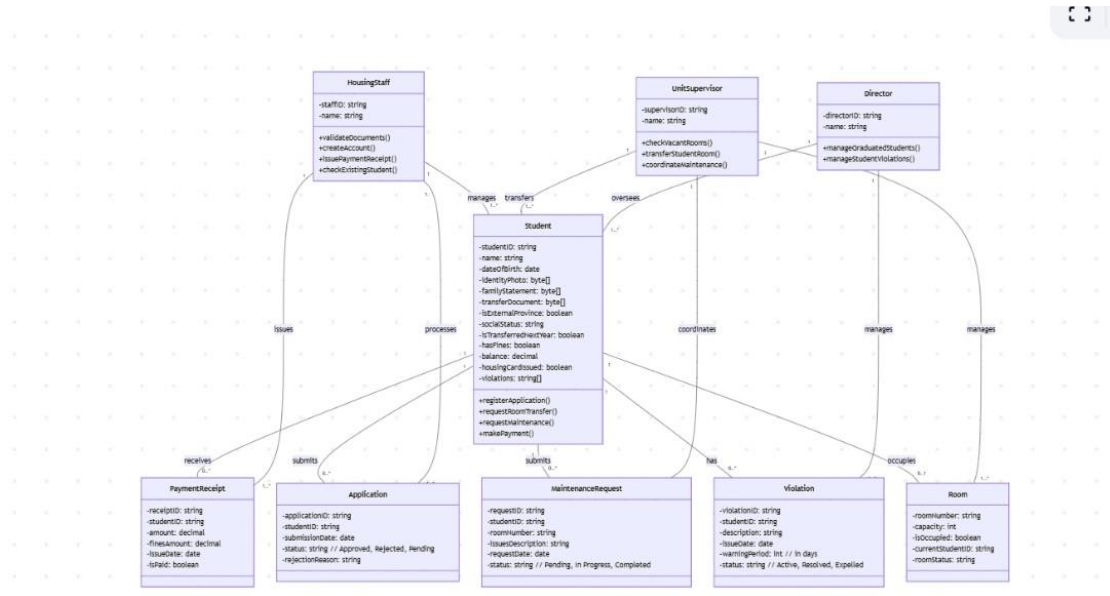 HousingStaff
-staffID: string
-name: string
+validateDocuments()
+createAccount()
+issuePaymentReceipt()
+checkExistingStudent()
UnitSupervisor
-supervisorID: string
-name: string
+checkVacantRooms()
+transferStudentRoom()
+coordinateMaintenance()
Director
-directorID: string
-name: string
+manageGraduatedStudents()
+manageStudentViolations()
manages
transfers
oversees
Student
-studentID: string
-name: string
-dateOfBirth: date
-identityPhoto: byte[]
-familyStatement: byte[]
-transferDocument: byte[]
-isExternalProvince: boolean
-socialStatus: string
-isTransferredNextYear: boolean
-hasFines: boolean
-balance: decimal
-housingCardIssued: boolean
-violations: string[]
+registerApplication()
+requestRoomTransfer()
+requestMaintenance()
+makePayment()
issues
processes
coordinates
manages
manages
receives
submits
submits
has
occupies
PaymentReceipt
-receiptID: string
-studentID: string
-amount: decimal
-finesAmount: decimal
-issueDate: date
-isPaid: boolean
Application
-applicationID: string
-studentID: string
-submissionDate: date
-status: string // Approved, Rejected, Pending
-rejectionReason: string
MaintenanceRequest
-requestID: string
-studentID: string
-roomNumber: string
-issuesDescription: string
-requestDate: date
-status: string // Pending, In Progress, Completed
Violation
-violationID: string
-studentID: string
-description: string
-issueDate: date
-warningPeriod: int // in days
-status: string // Active, Resolved, Expelled
Room
-roomNumber: string
-capacity: int
-isOccupied: boolean
-currentStudentID: string
-roomStatus: string